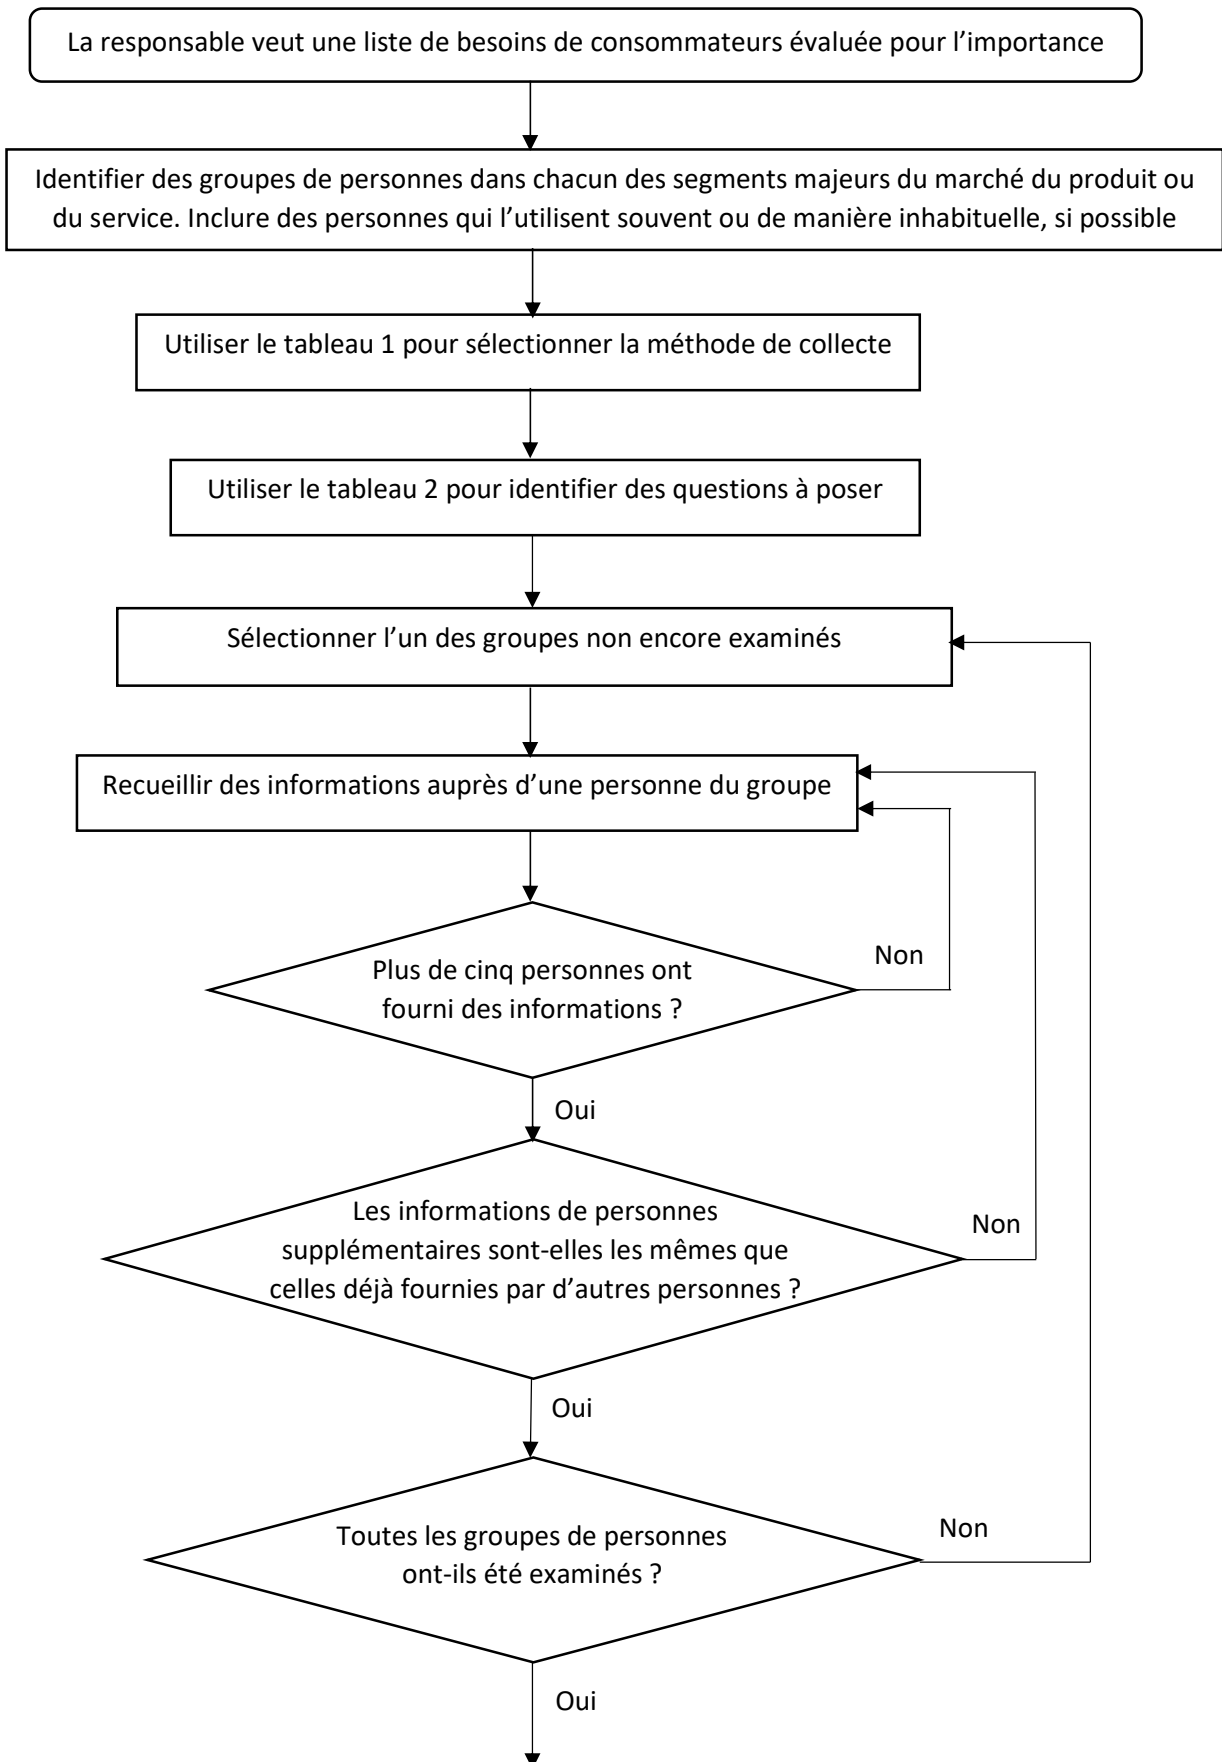 La responsable veut une liste de besoins de consommateurs évaluée pour l’importance
Identifier des groupes de personnes dans chacun des segments majeurs du marché du produit ou
du service. Inclure des personnes qui l’utilisent souvent ou de manière inhabituelle, si possible
Utiliser le tableau 1 pour sélectionner la méthode de collecte
Utiliser le tableau 2 pour identifier des questions à poser
Sélectionner l’un des groupes non encore examinés
Recueillir des informations auprès d’une personne du groupe
Plus de cinq personnes ont
fourni des informations ?
Non
Oui
Les informations de personnes
supplémentaires sont-elles les mêmes que
celles déjà fournies par d’autres personnes ?
Non
Oui
Toutes les groupes de personnes
ont-ils été examinés ?
Non
Oui